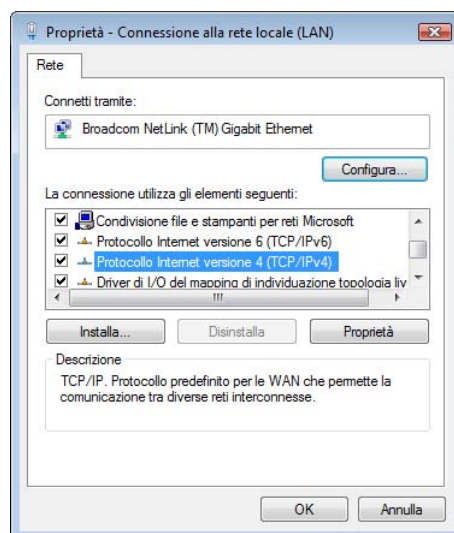 Proprietà - Connessione alla rete locale (LAN)
Rete
Connetti tramite:
Broadcom NetLink (TM) Gigabit Ethernet
Configura...
La connessione utilizza gli elementi seguenti:
Condivisione file e stampanti per reti Microsoft
Protocollo Internet versione 6 (TCP/IPv6)
Protocollo Internet versione 4 (TCP/IPv4)
Driver di I/O del mapping di individuazione topologia liv
Installa...
Disinstalla
Proprietà
Descrizione
TCP/IP. Protocollo predefinito per le WAN che permette la
comunicazione tra diverse reti interconnesse.
OK
Annulla